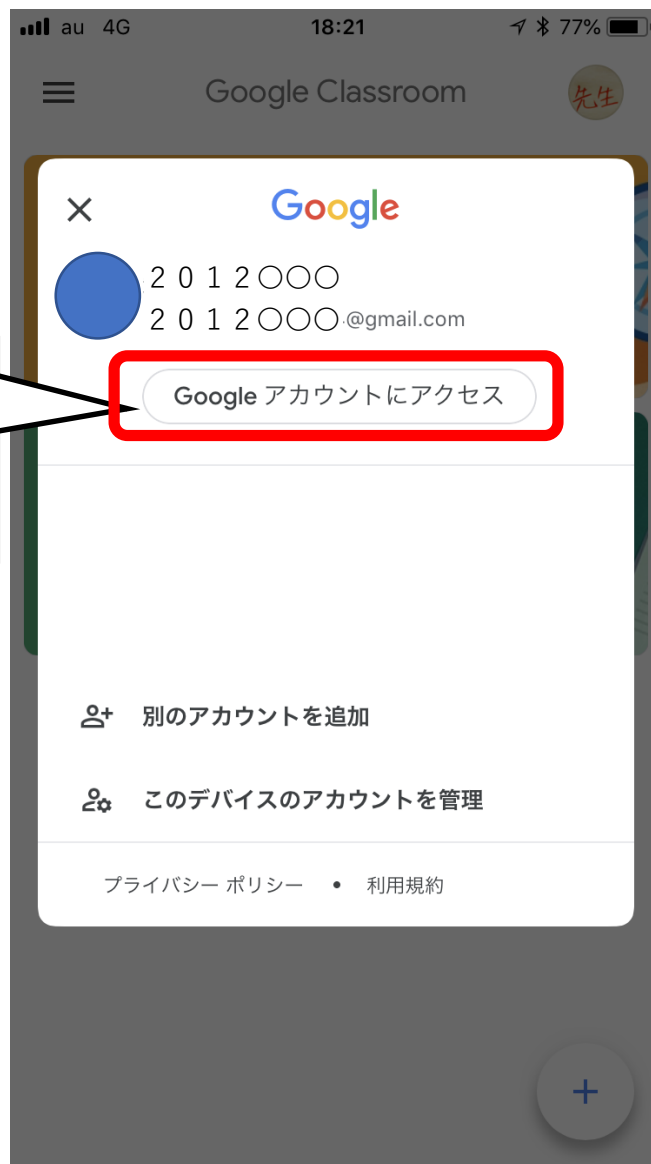 au 4G 18:21 77%
Google Classroom 先生
Google
２０１２〇〇〇
２０１２〇〇〇.@gmail.com
Google アカウントにアクセス
別のアカウントを追加
このデバイスのアカウントを管理
プライバシー ポリシー • 利用規約